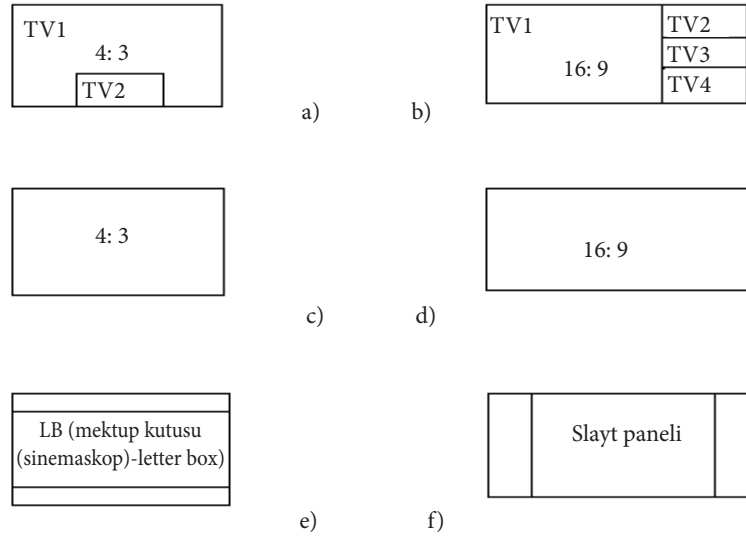 TV1
4: 3
TV2
a)
b)
TV1
16: 9
TV2
TV3
TV4
4: 3
c)
d)
16: 9
LB (mektup kutusu
(sinemaskop)-letter box)
e)
f)
Slayt paneli